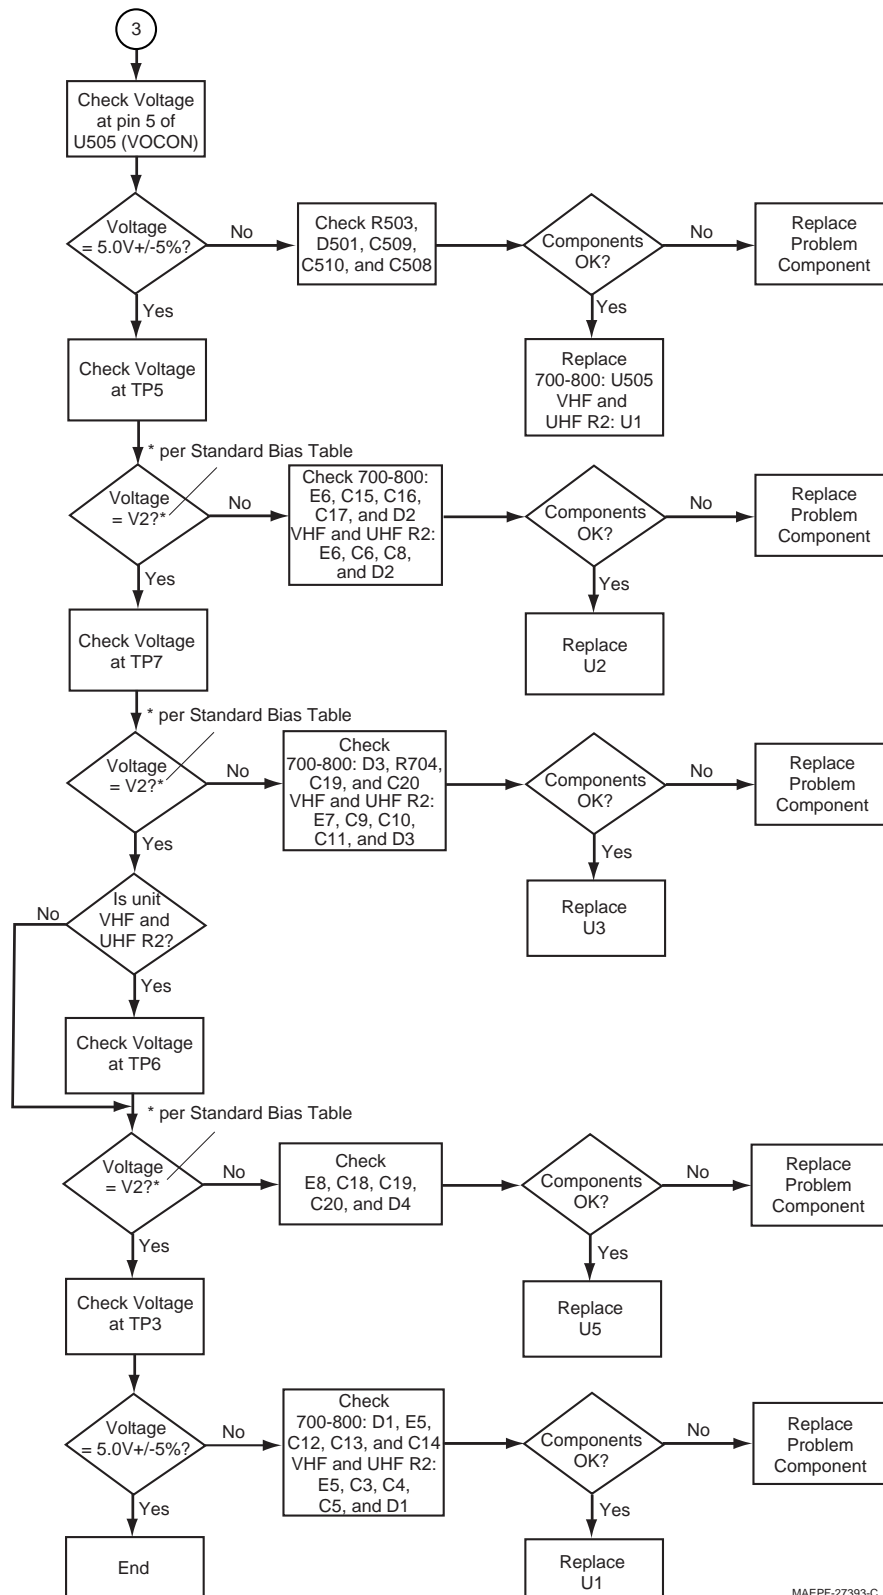 3
Check Voltage
at pin 5 of
U505 (VOCON)
Voltage
= 5.0V+/-5%?
No
Check R503,
D501, C509,
C510, and C508
Components
OK?
No
Replace
Problem
Component
Yes
Yes
Replace
700-800: U505
VHF and
UHF R2: U1
Check Voltage
at TP5
* per Standard Bias Table
Voltage
= V2?*
No
Check 700-800:
E6, C15, C16,
C17, and D2
VHF and UHF R2:
E6, C6, C8,
and D2
Components
OK?
No
Replace
Problem
Component
Yes
Yes
Replace
U2
Check Voltage
at TP7
* per Standard Bias Table
Voltage
= V2?*
No
Check
700-800: D3, R704,
C19, and C20
VHF and UHF R2:
E7, C9, C10,
C11, and D3
Components
OK?
No
Replace
Problem
Component
Yes
Yes
Replace
U3
Is unit
VHF and
UHF R2?
No
Yes
Check Voltage
at TP6
* per Standard Bias Table
Voltage
= V2?*
No
Check
E8, C18, C19,
C20, and D4
Components
OK?
No
Replace
Problem
Component
Yes
Yes
Replace
U5
Check Voltage
at TP3
Voltage
= 5.0V+/-5%?
No
Check
700-800: D1, E5,
C12, C13, and C14
VHF and UHF R2:
E5, C3, C4,
C5, and D1
Components
OK?
No
Replace
Problem
Component
Yes
Yes
End
Replace
U1
MAEPF-27393-C